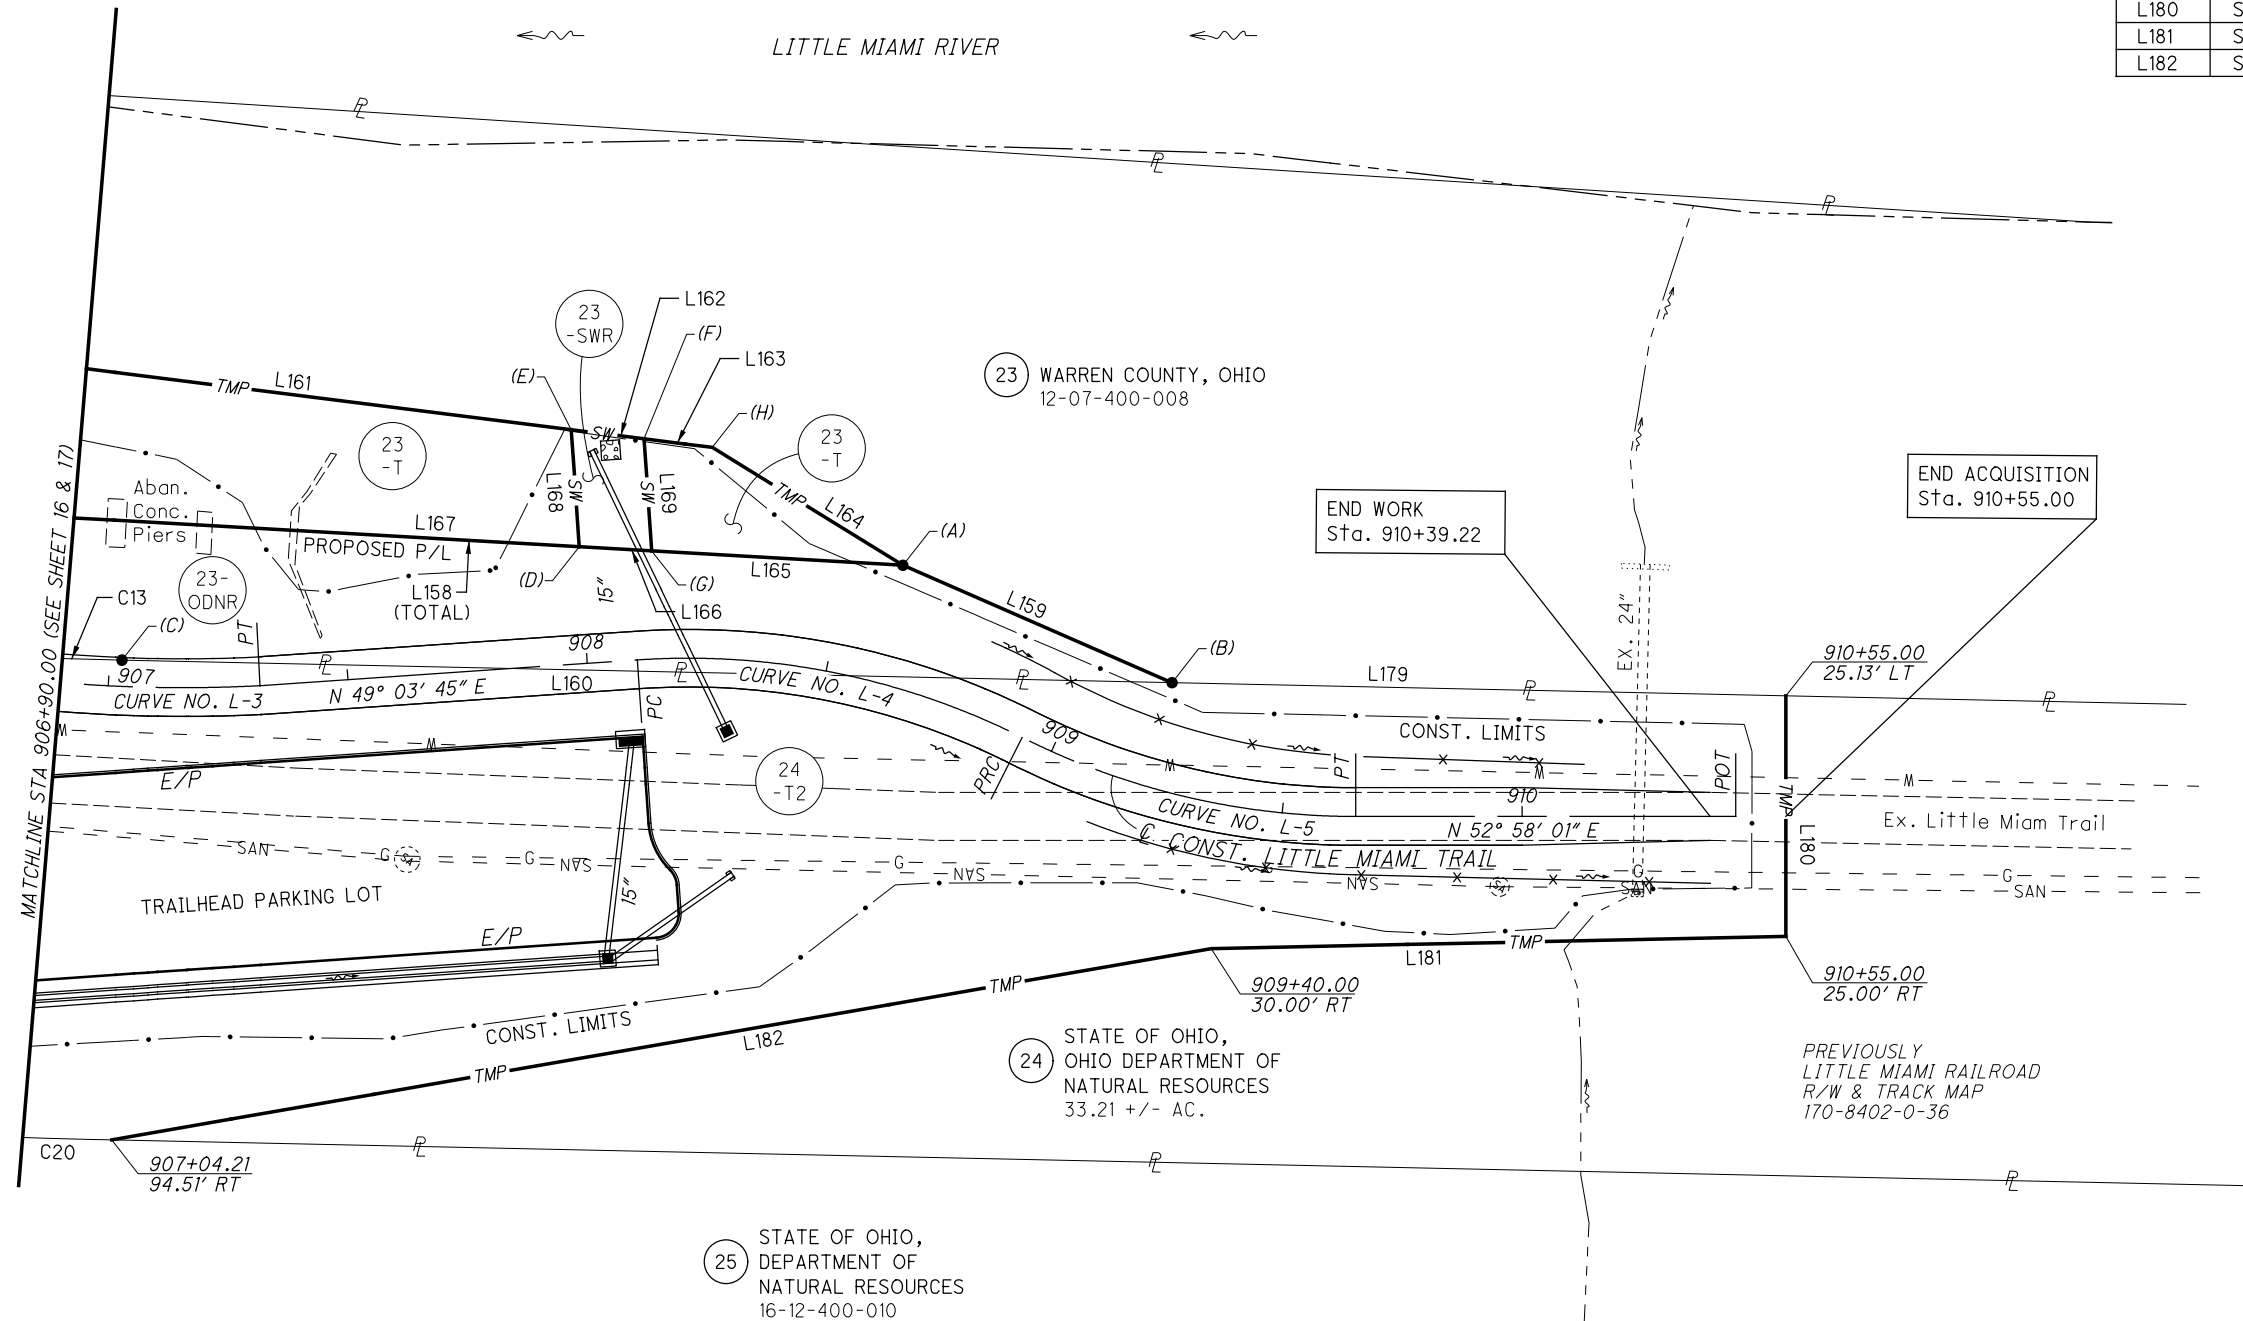 L180 S
L181 S
L182 S
LITTLE MIAMI RIVER
MATCHLINE STA 906+90.00 (SEE SHEET 16 & 17)
L162
23
-SWR
(F)
L163
(E)
L161
TMP
(H)
23
WARREN COUNTY, OHIO
12-07-400-008
SW
23
-T
23
-T
Aban.
Conc.
Piers
L168
SW
SW
L169
TMP
L164
(A)
L167
PROPOSED P/L
END WORK
Sta. 910+39.22
END ACQUISITION
Sta. 910+55.00
23-
ODNR
(D)
15"
(G)
L165
L158
(TOTAL)
L166
L159
EX. 24"
C13
(C)
PT
908
(B)
910+55.00
25.13' LT
907
CURVE NO. L-3
N 49° 03' 45" E
L160
PC
CURVE NO. L-4
L179
909
CONST. LIMITS
M
M
M
M
M
E/P
24
-T2
PRC
PT
POT
TMP
910
CURVE NO. L-5
N 52° 58' 01" E
Ex. Little Miam Trail
L180
CONST. LITTLE MIAMI TRAIL
SAN
G
G
SAN
G
SAN
SAN
G
SAN
G
SAN
TRAILHEAD PARKING LOT
15"
E/P
TMP
L181
TMP
909+40.00
30.00' RT
910+55.00
25.00' RT
CONST. LIMITS
L182
TMP
24
STATE OF OHIO,
OHIO DEPARTMENT OF
NATURAL RESOURCES
33.21 +/- AC.
PREVIOUSLY
LITTLE MIAMI RAILROAD
R/W & TRACK MAP
170-8402-0-36
C20
907+04.21
94.51' RT
25
STATE OF OHIO,
DEPARTMENT OF
NATURAL RESOURCES
16-12-400-010